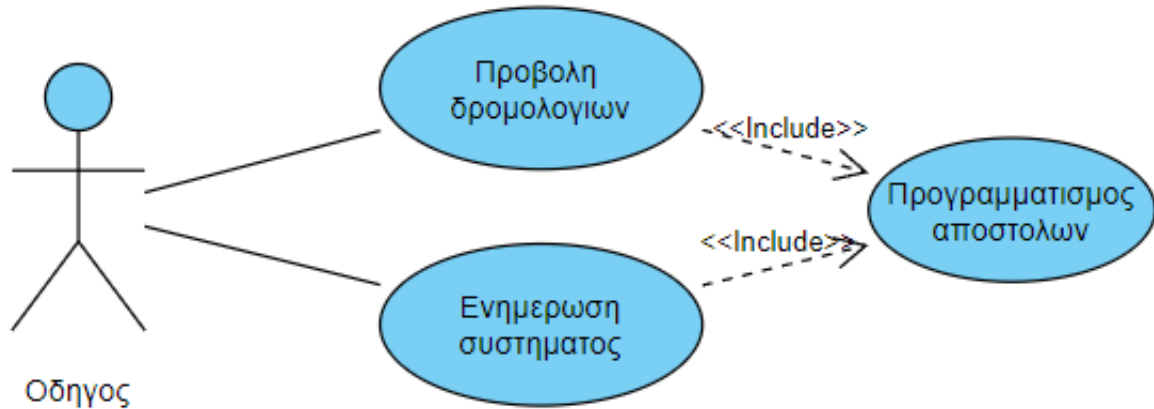 Προβολη
δρομολογιων
<<Include>>
Προγραμματισμος
αποστολων
<<Include>>
Ενημερωση
συστηματος
Οδηγος